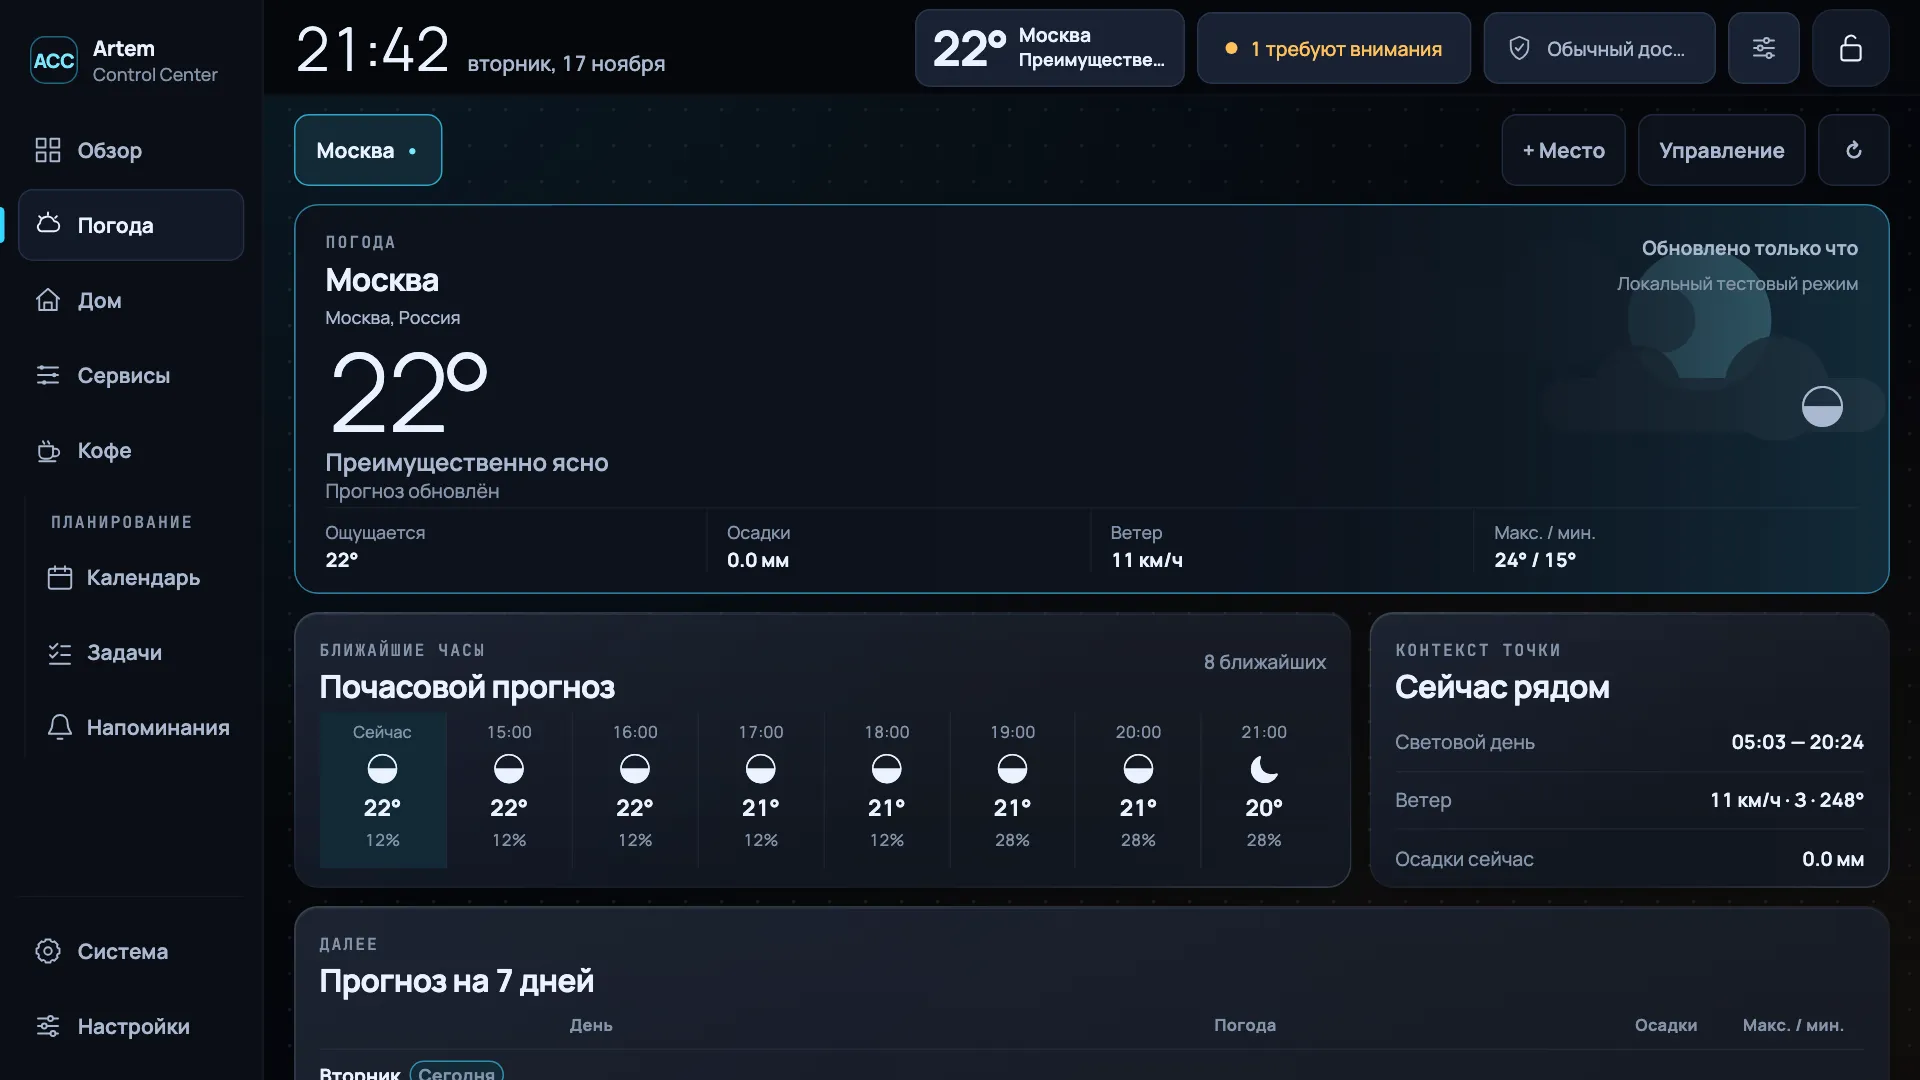 ACC
Artem
Control Center
21:42
вторник, 17 ноября
22°
Москва
Преимуществе...
1 требуют внимания
Обычный дос...
Обзор
Погода
Дом
Сервисы
Кофе
ПЛАНИРОВАНИЕ
Календарь
Задачи
Напоминания
Система
Настройки
Москва •
+ Место
Управление
ПОГОДА
Москва
Москва, Россия
22°
Преимущественно ясно
Прогноз обновлён
Обновлено только что
Локальный тестовый режим
Ощущается
22°
Осадки
0.0 мм
Ветер
11 км/ч
Макс. / мин.
24° / 15°
БЛИЖАЙШИЕ ЧАСЫ
Почасовой прогноз
8 ближайших
Сейчас 15:00 16:00 17:00 18:00 19:00 20:00 21:00
22° 22° 22° 21° 21° 21° 21° 20°
12% 12% 12% 12% 12% 28% 28% 28%
КОНТЕКСТ ТОЧКИ
Сейчас рядом
Световой день 05:03 — 20:24
Ветер 11 км/ч · З · 248°
Осадки сейчас 0.0 мм
ДАЛЕЕ
Прогноз на 7 дней
День Погода Осадки Макс. / мин.
Вторник Сегодня